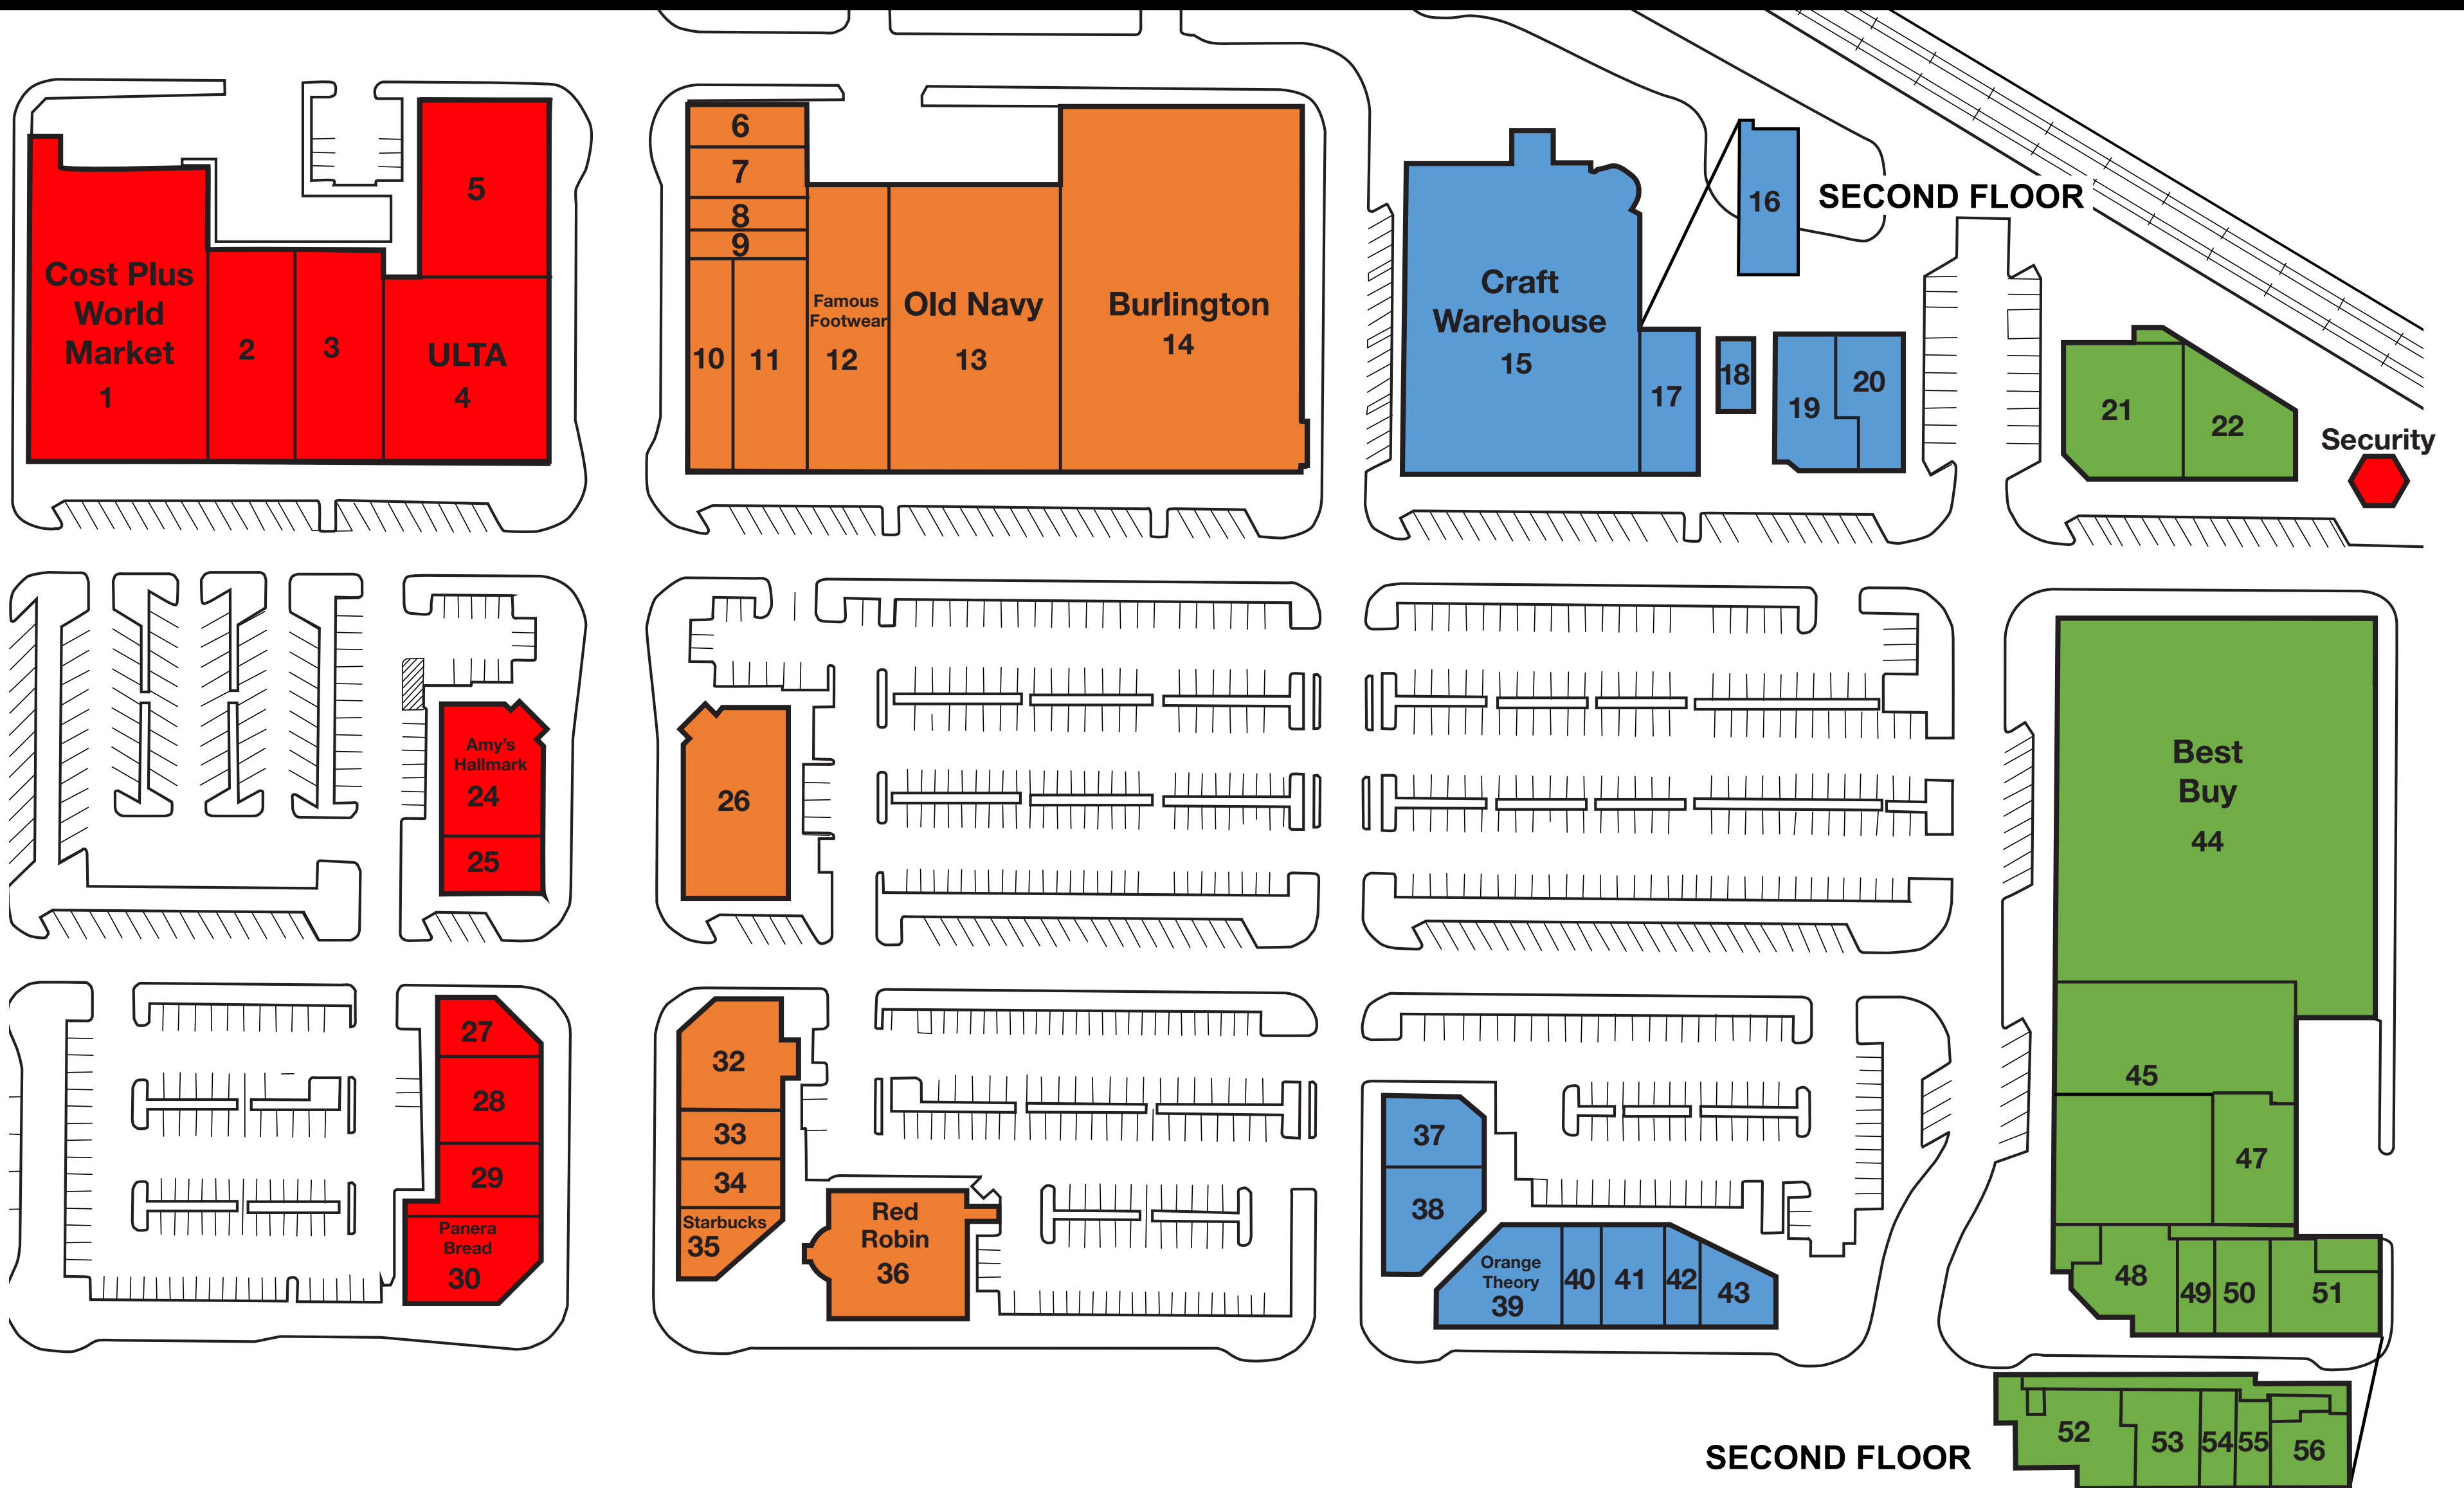 Cost Plus
World
Market
1
2
3
ULTA
4
5
6
7
8
9
10
11
Famous
Footwear
12
Old Navy
13
Burlington
14
Craft
Warehouse
15
16
SECOND FLOOR
17
18
19
20
21
22
Security
Amy's
Hallmark
24
25
26
27
28
29
Panera
Bread
30
32
33
34
Starbucks
35
Red
Robin
36
37
38
Orange
Theory
39
40
41
42
43
Best
Buy
44
45
47
48
49
50
51
SECOND FLOOR
52
53
54
55
56